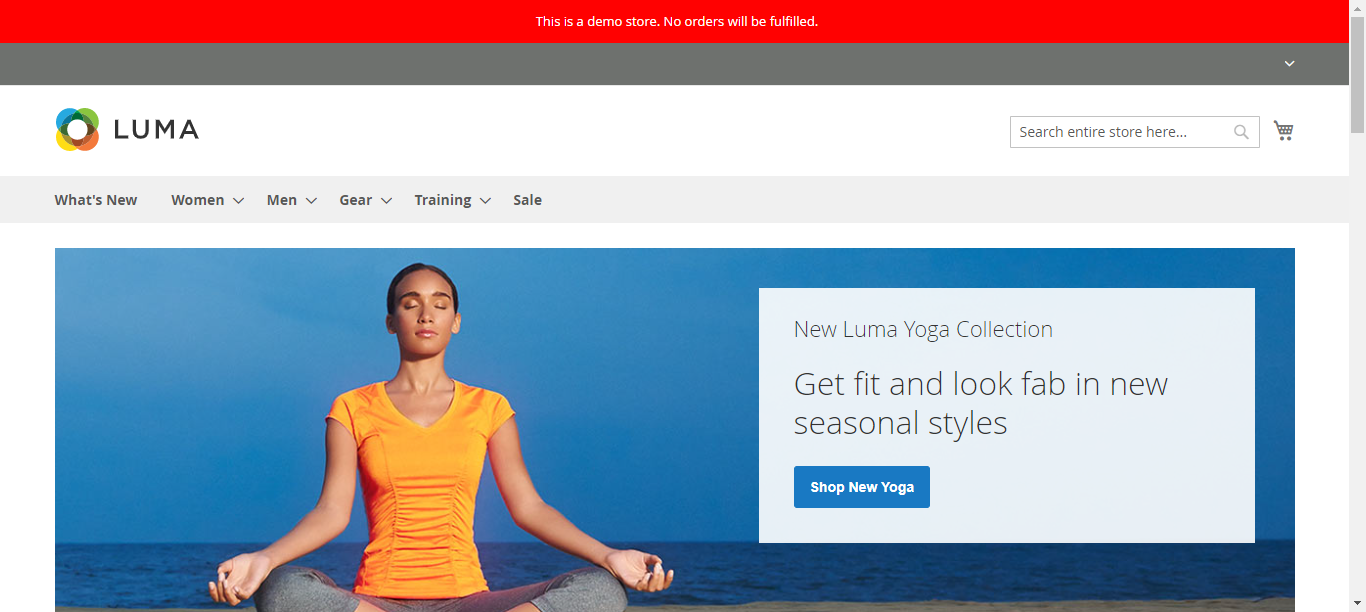 This is a demo store. No orders will be fulfilled.
LUMA
Search entire store here...
What's New
Women
Men
Gear
Training
Sale
New Luma Yoga Collection
Get fit and look fab in new
seasonal styles
Shop New Yoga